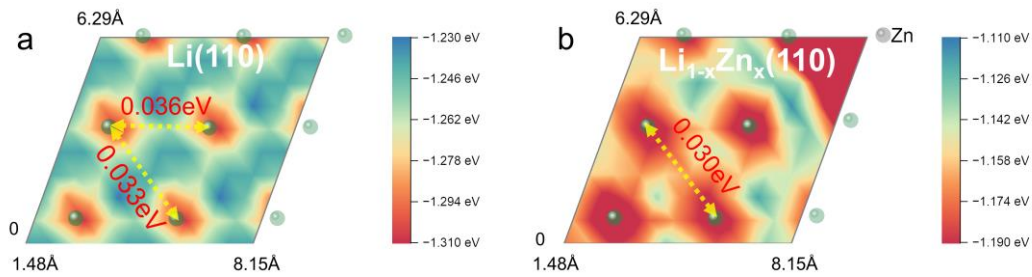 a
6.29Å
Li(110)
0.036eV
0.033eV
0
1.48Å
8.15Å
−1.230 eV
−1.246 eV
−1.262 eV
−1.278 eV
−1.294 eV
−1.310 eV
b
6.29Å
Li1-xZnx(110)
Zn
0.030eV
0
1.48Å
8.15Å
−1.110 eV
−1.126 eV
−1.142 eV
−1.158 eV
−1.174 eV
−1.190 eV